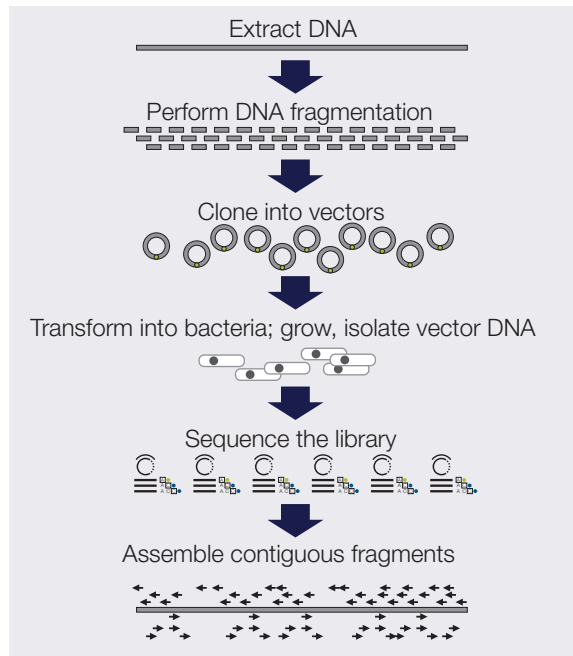 Extract DNA
Perform DNA fragmentation
Clone into vectors
Transform into bacteria; grow, isolate vector DNA
Sequence the library
Assemble contiguous fragments